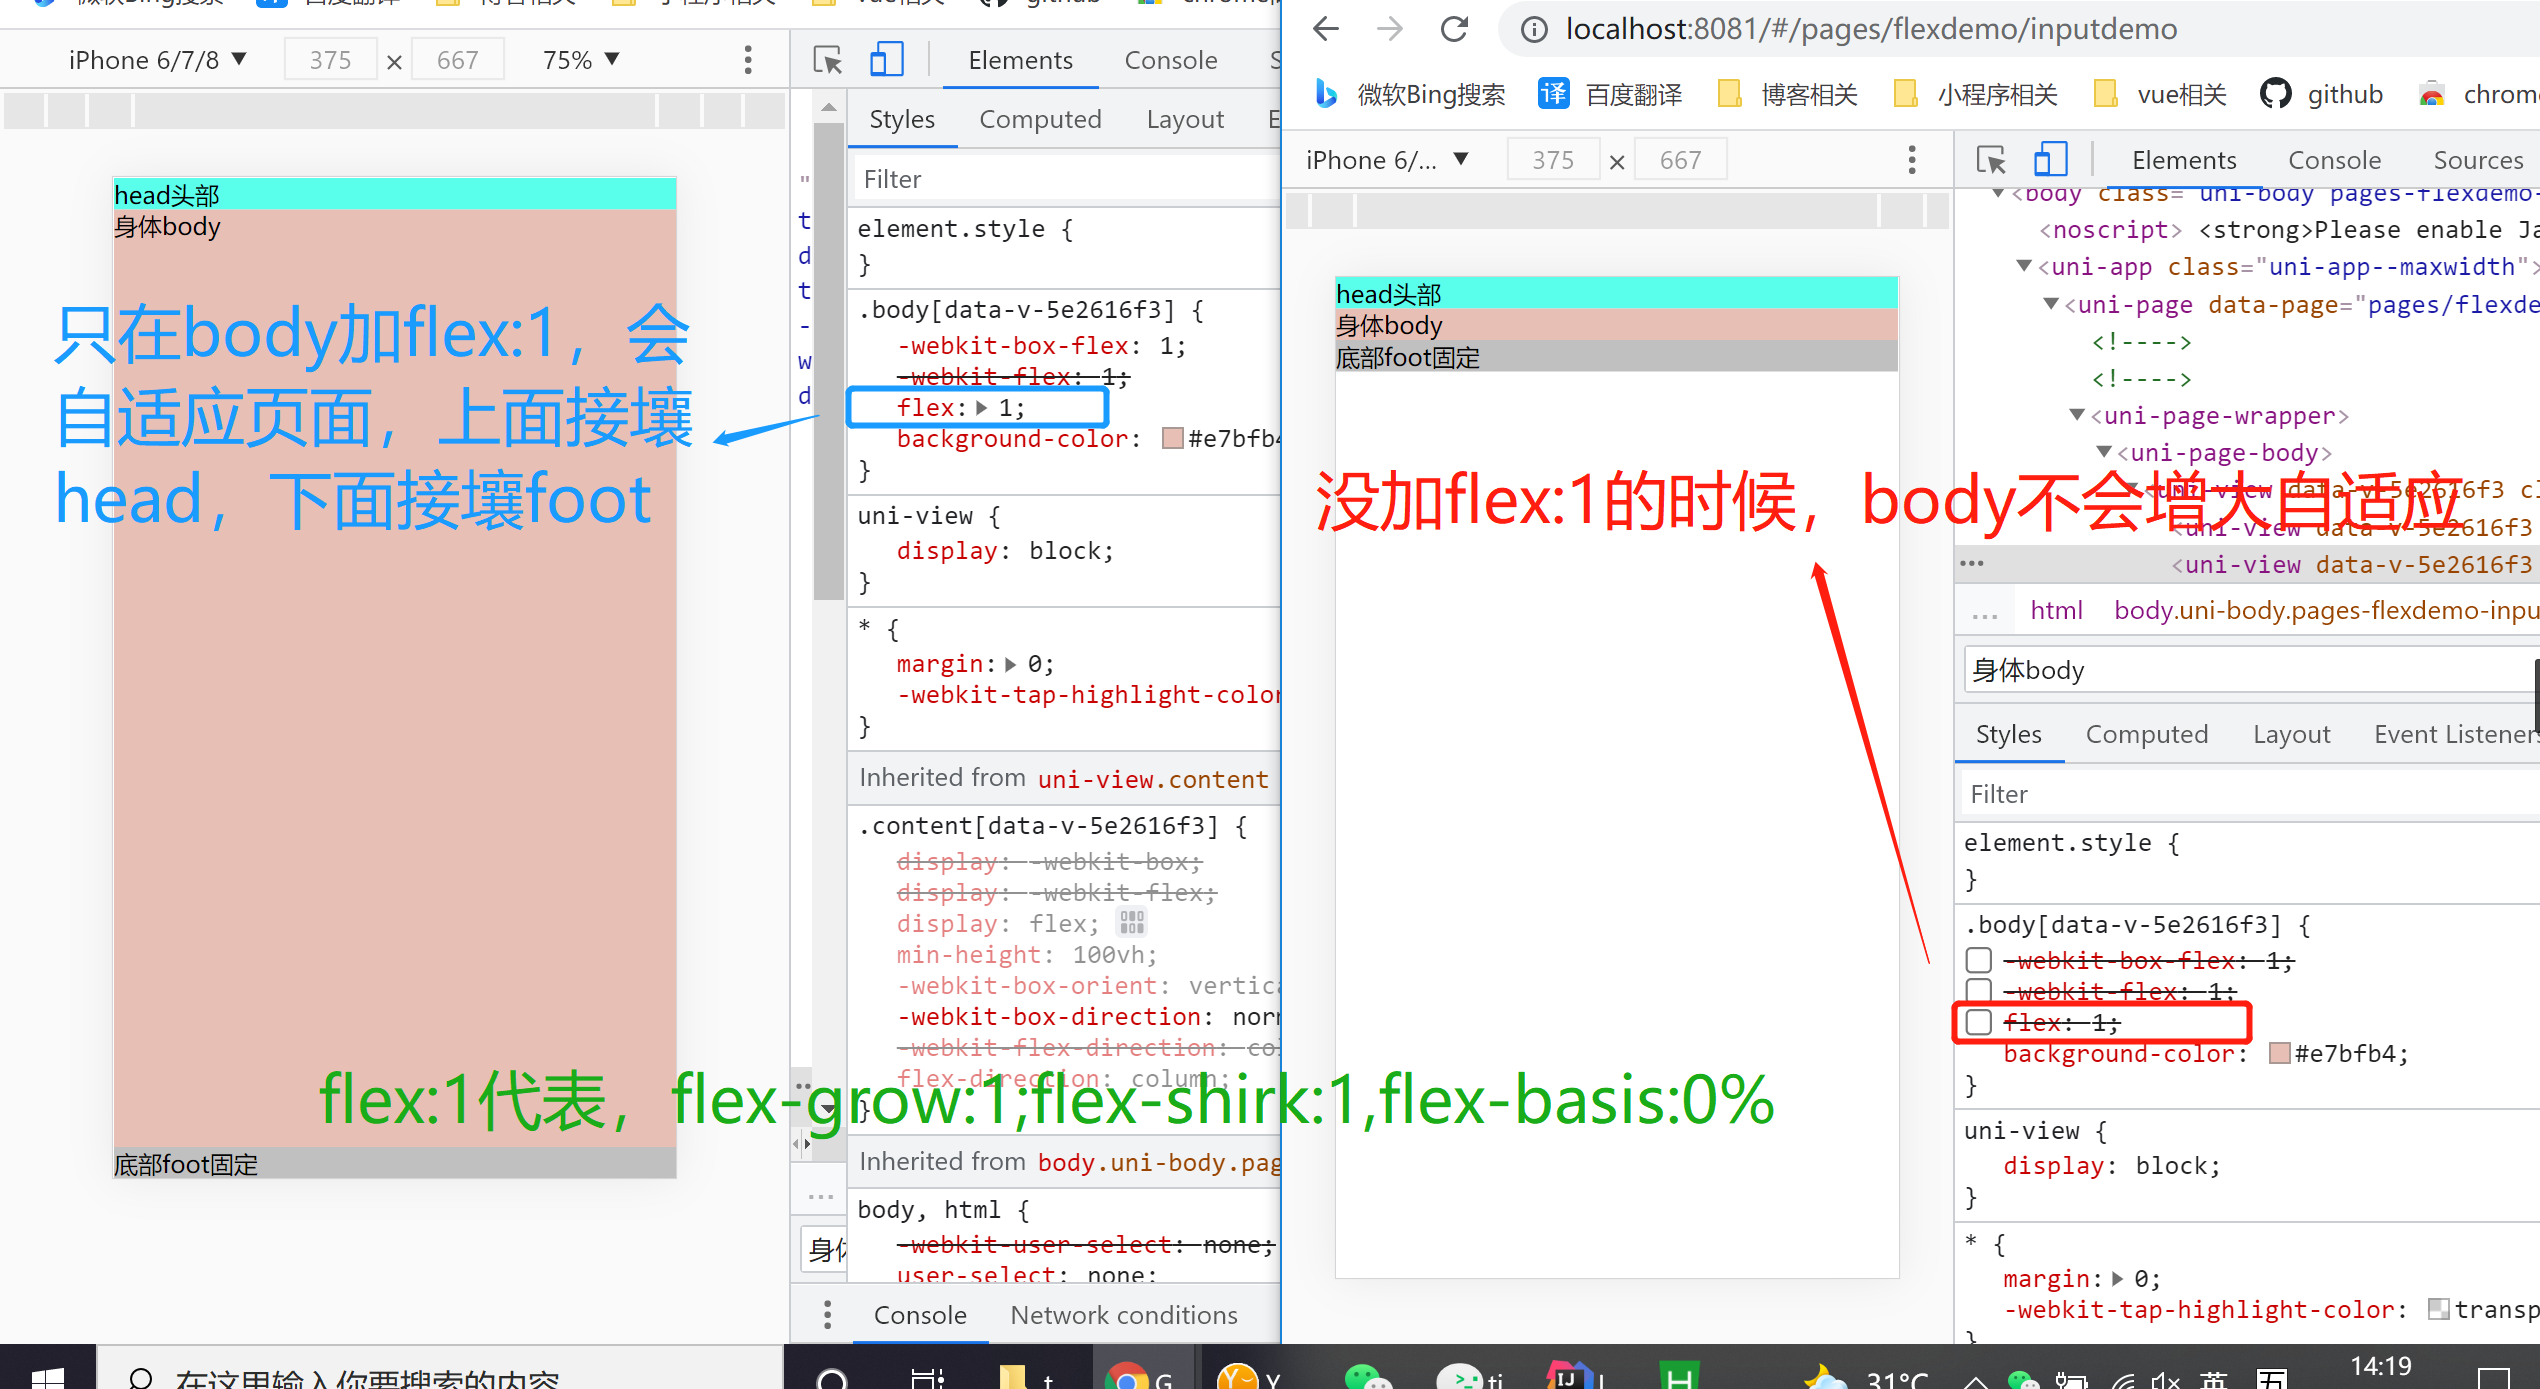 iPhone 6/7/8 ▼ 375 × 667 75% ▼
Elements Console
Styles Computed Layout
Filter
element.style {
}
.body[data-v-5e2616f3] {
-webkit-box-flex: 1;
-webkit-flex: 1;
flex: 1;
background-color: #e7bfb4
}
uni-view {
display: block;
}
* {
margin: 0;
-webkit-tap-highlight-color
}
Inherited from uni-view.content
.content[data-v-5e2616f3] {
display: -webkit-box;
display: -webkit-flex;
display: flex;
min-height: 100vh;
-webkit-box-orient: vertica
-webkit-box-direction: norm
-webkit-flex-direction: co
flex-direction: column;
}
Inherited from body.uni-body.pag
body, html {
-webkit-user-select: none;
user-select: none;
Console Network conditions
head头部
身体body
只在body加flex:1，会
自适应页面，上面接壤
head，下面接壤foot
flex:1代表，flex-grow:1;flex-shirk:1,flex-basis:0%
底部foot固定
localhost:8081/#/pages/flexdemo/inputdemo
微软Bing搜索 百度翻译 博客相关 小程序相关 vue相关 github chrom
iPhone 6/... ▼ 375 × 667
Elements Console Sources
head头部
身体body
底部foot固定
没加flex:1的时候，body不会增大自适应
<body class="uni-body pages-flexdemo-
<noscript> <strong>Please enable Ja
<uni-app class="uni-app--maxwidth">
<uni-page data-page="pages/flexde
<!---->
<!---->
<uni-page-wrapper>
<uni-page-body>
<uni-view data-v-5e2616f3 cl
<uni-view data-v-5e2616f3
<uni-view data-v-5e2616f3
... html body.uni-body.pages-flexdemo-inpu
身体body
Styles Computed Layout Event Listeners
Filter
element.style {
}
.body[data-v-5e2616f3] {
-webkit-box-flex: 1;
-webkit-flex: 1;
flex: 1;
background-color: #e7bfb4;
}
uni-view {
display: block;
}
* {
margin: 0;
-webkit-tap-highlight-color: transp
}
在这里输入你要搜索的内容
31°C 英 五 14:19